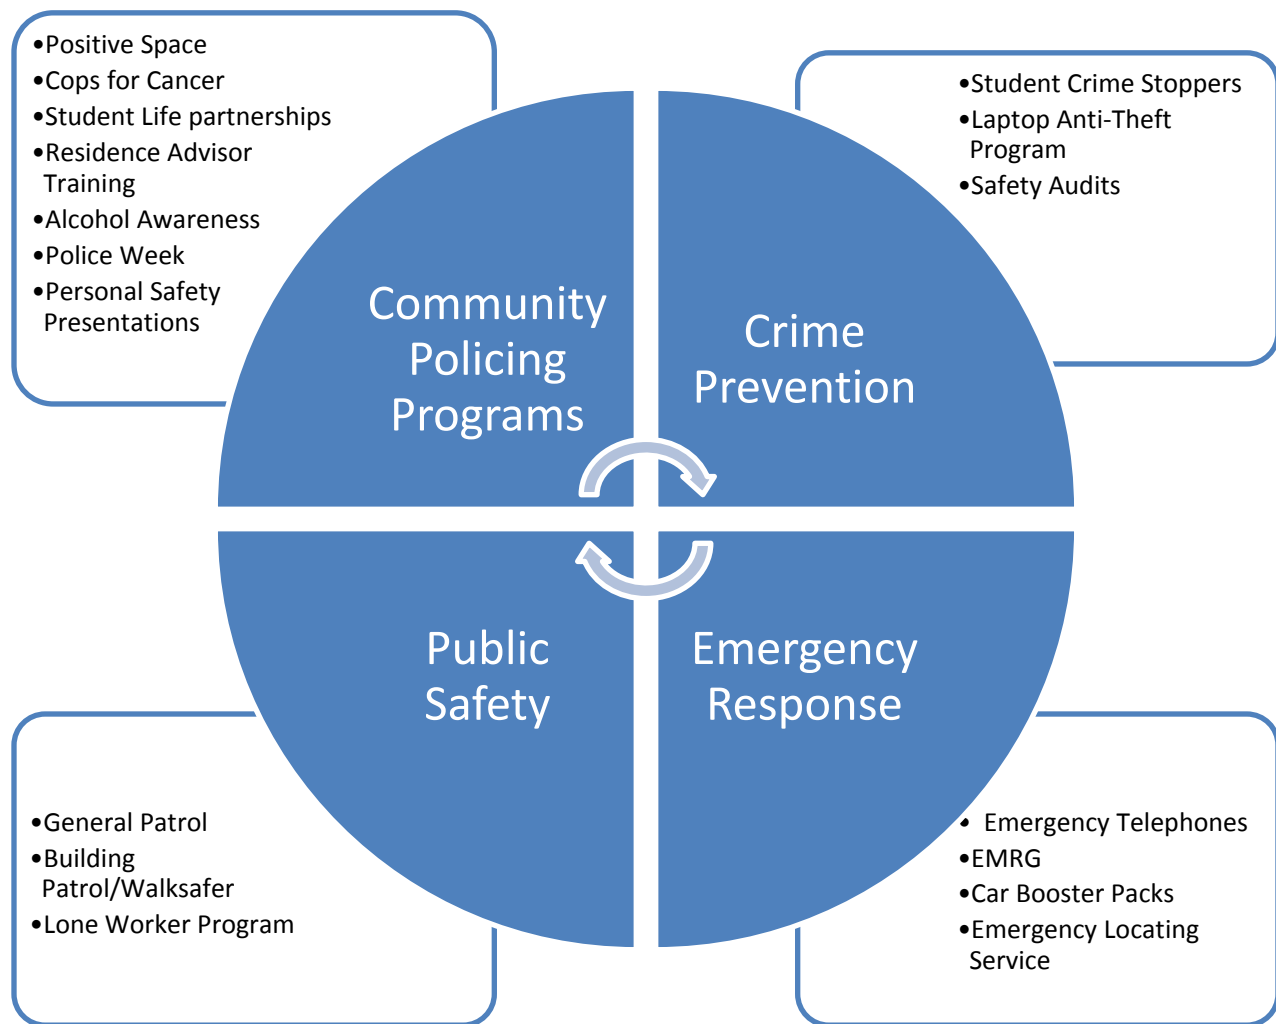 •Positive Space
•Cops for Cancer
•Student Life partnerships
•Residence Advisor
Training
•Alcohol Awareness
•Police Week
•Personal Safety
Presentations
•Student Crime Stoppers
•Laptop Anti-Theft
Program
•Safety Audits
Community
Policing
Programs
Crime
Prevention
Public
Safety
Emergency
Response
•General Patrol
•Building
Patrol/Walksafer
•Lone Worker Program
• Emergency Telephones
•EMRG
•Car Booster Packs
•Emergency Locating
Service